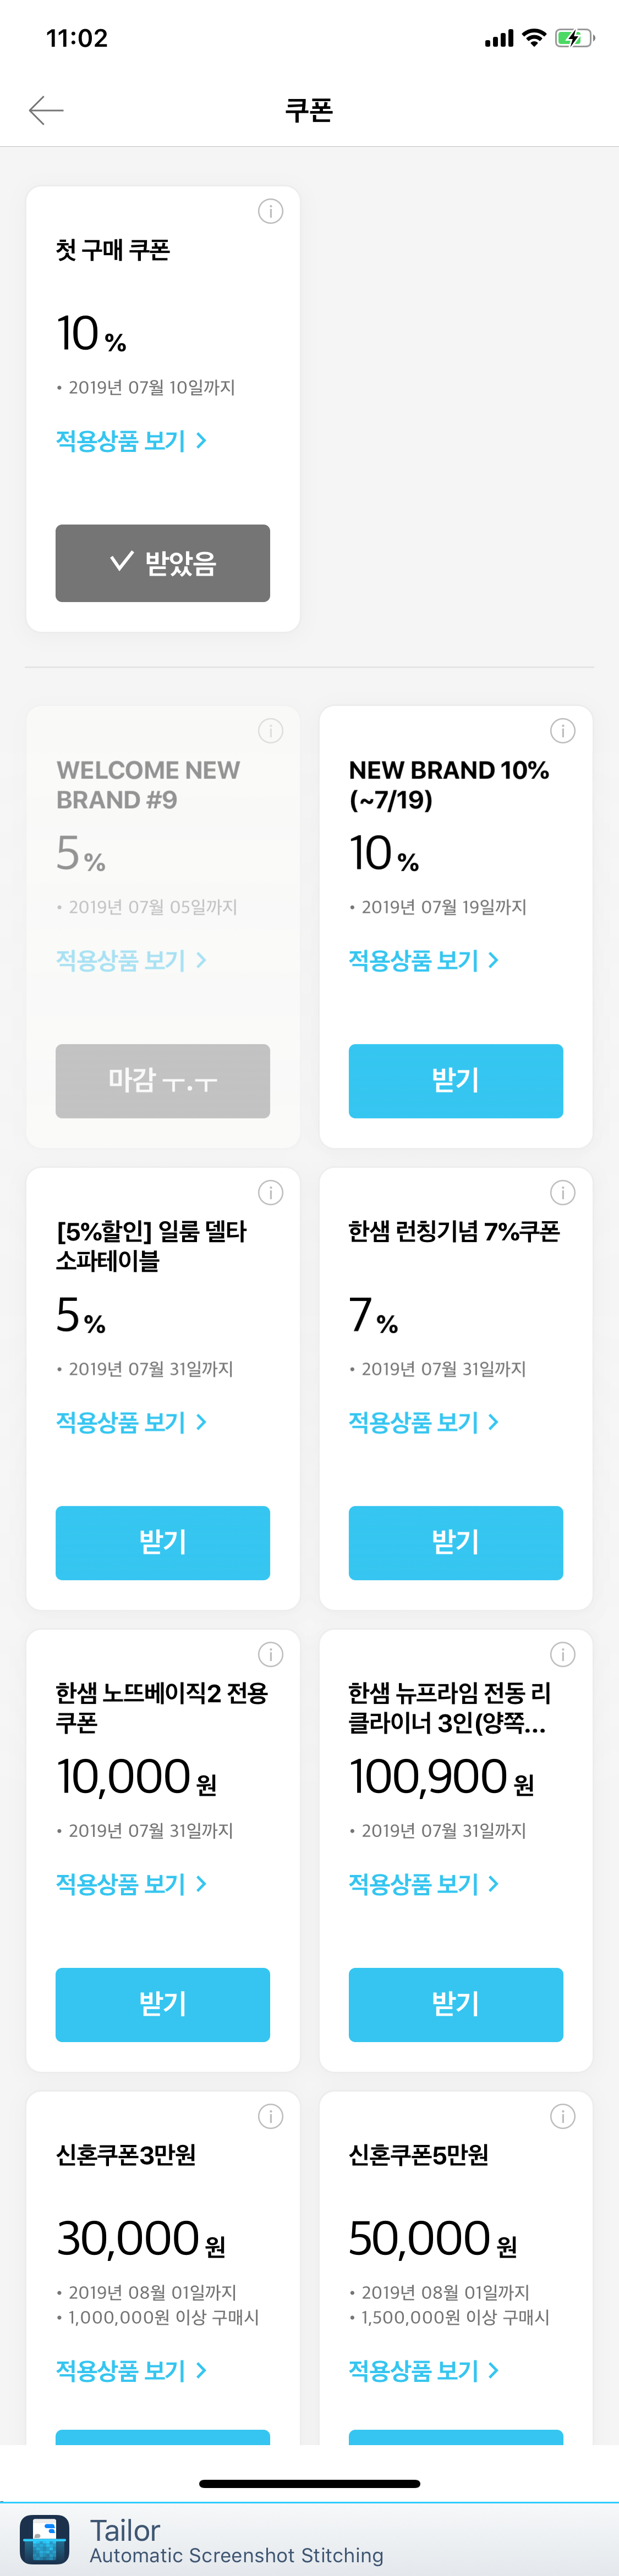 11:02
쿠폰
첫 구매 쿠폰
10 %
• 2019년 07월 10일까지
적용상품 보기 >
✓ 받았음
WELCOME NEW
BRAND #9
5 %
• 2019년 07월 05일까지
적용상품 보기 >
마감 ㅜ.ㅜ
NEW BRAND 10%
(~7/19)
10 %
• 2019년 07월 19일까지
적용상품 보기 >
받기
[5%할인] 일룸 델타
소파테이블
5 %
• 2019년 07월 31일까지
적용상품 보기 >
받기
한샘 런칭기념 7%쿠폰
7 %
• 2019년 07월 31일까지
적용상품 보기 >
받기
한샘 노뜨베이직2 전용
쿠폰
10,000 원
• 2019년 07월 31일까지
적용상품 보기 >
받기
한샘 뉴프라임 전동 리
클라이너 3인(양쪽...
100,900 원
• 2019년 07월 31일까지
적용상품 보기 >
받기
신혼쿠폰3만원
30,000 원
• 2019년 08월 01일까지
• 1,000,000원 이상 구매시
적용상품 보기 >
신혼쿠폰5만원
50,000 원
• 2019년 08월 01일까지
• 1,500,000원 이상 구매시
적용상품 보기 >
Tailor
Automatic Screenshot Stitching